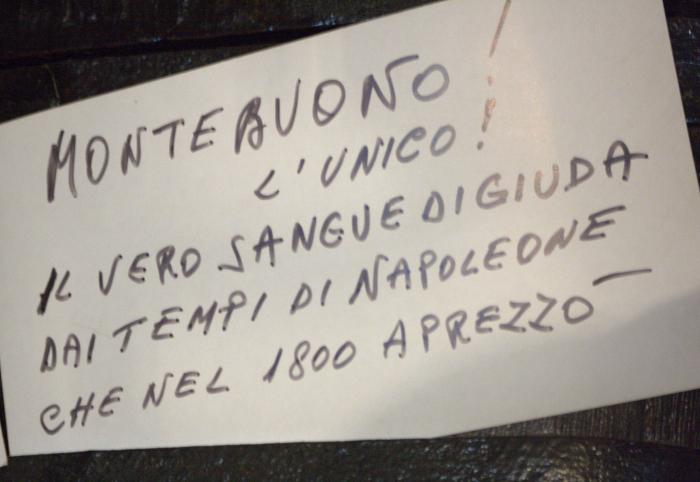 MONTEBUONO
L'UNICO!
IL VERO SANGUE DI GIUDA
DAI TEMPI DI NAPOLEONE
CHE NEL 1800 APREZZO